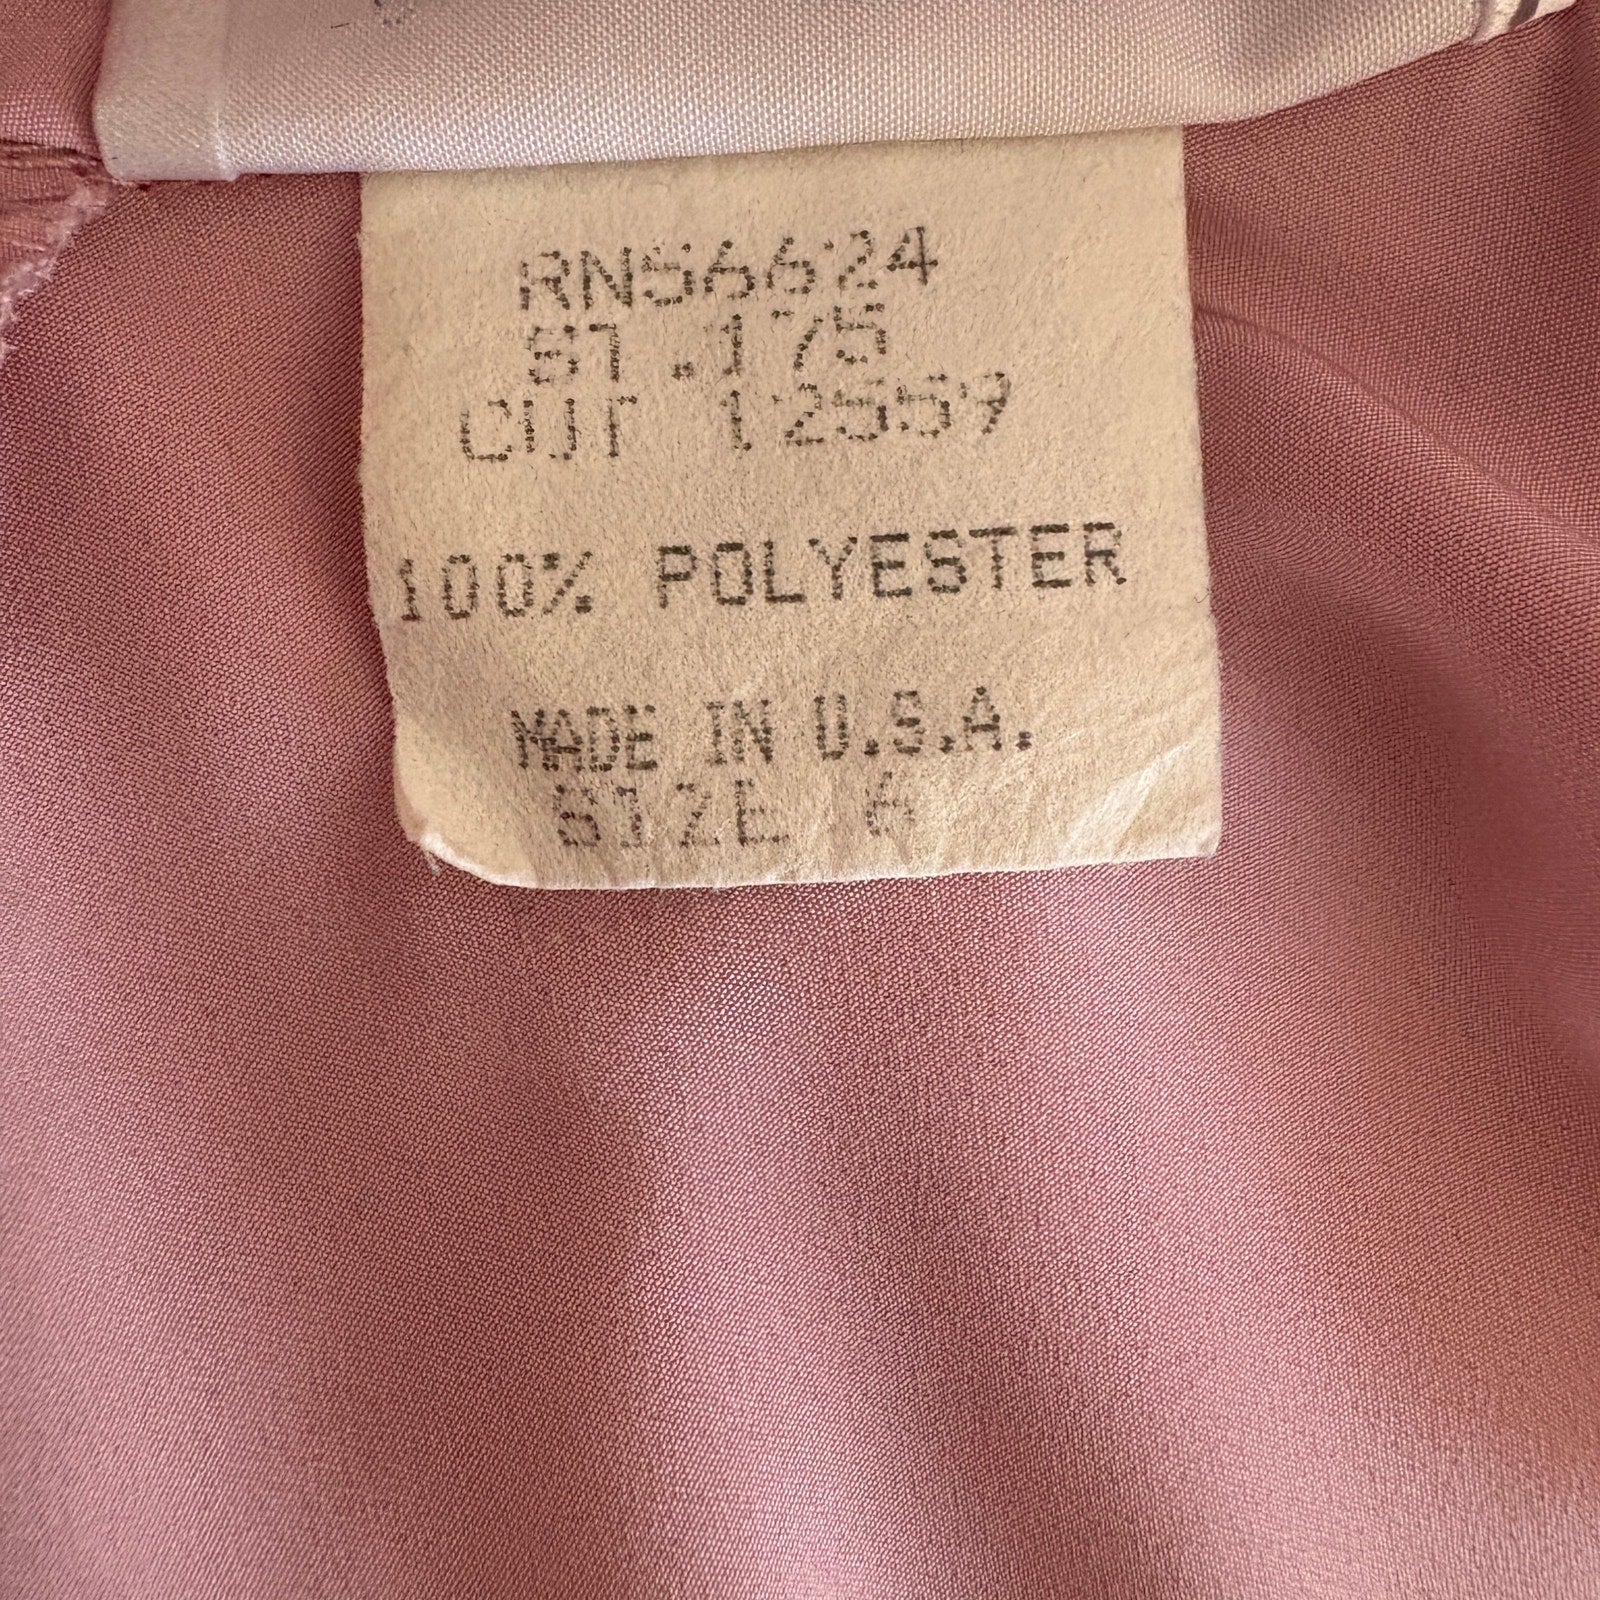 RN56624
ST.175
CUT 12559
100% POLYESTER
MADE IN U.S.A.
SIZE 6